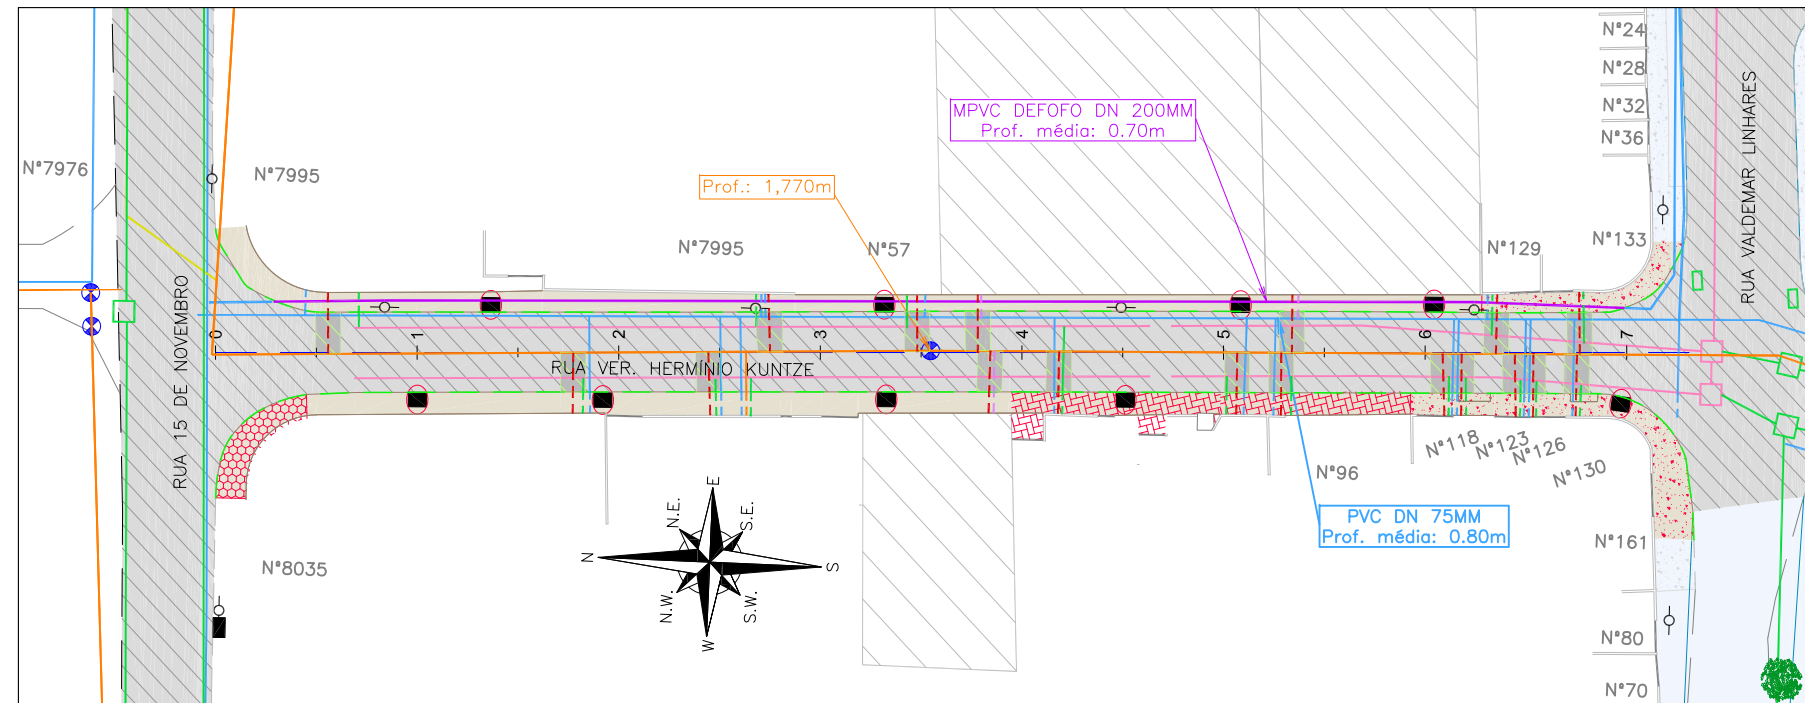 N°24
N°28
N°32
N°36
RUA VALDEMAR LINHARES
MPVC DEFOFO DN 200MM
Prof. média: 0.70m
N°7976
N°7995
Prof.: 1,770m
N°7995
N°57
N°129
N°133
RUA 15 DE NOVEMBRO
0
1
2
3
4
5
6
7
RUA VER. HERMÍNIO KUNTZE
N°118
N°123
N°126
N°130
N°96
PVC DN 75MM
Prof. média: 0.80m
N°161
N°8035
E
N.E.
S.E.
N
S
N.W.
S.W.
W
N°80
N°70